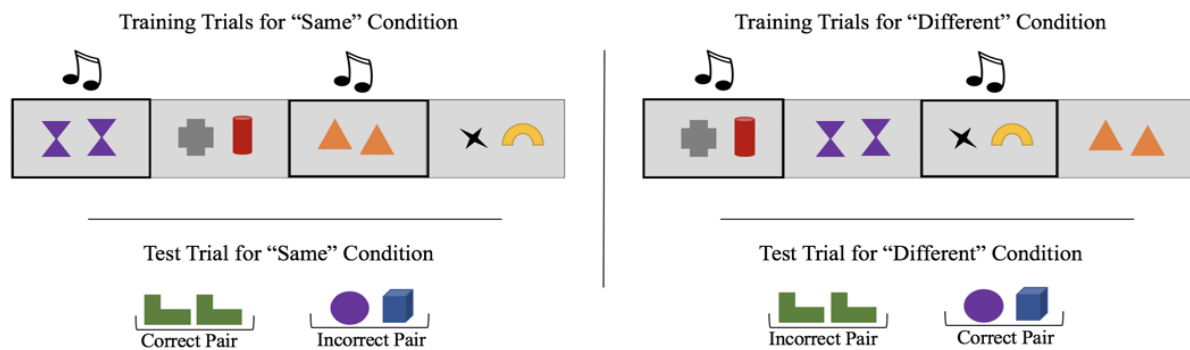 Training Trials for “Same” Condition
Test Trial for “Same” Condition
Correct Pair
Incorrect Pair
Training Trials for “Different” Condition
Test Trial for “Different” Condition
Incorrect Pair
Correct Pair